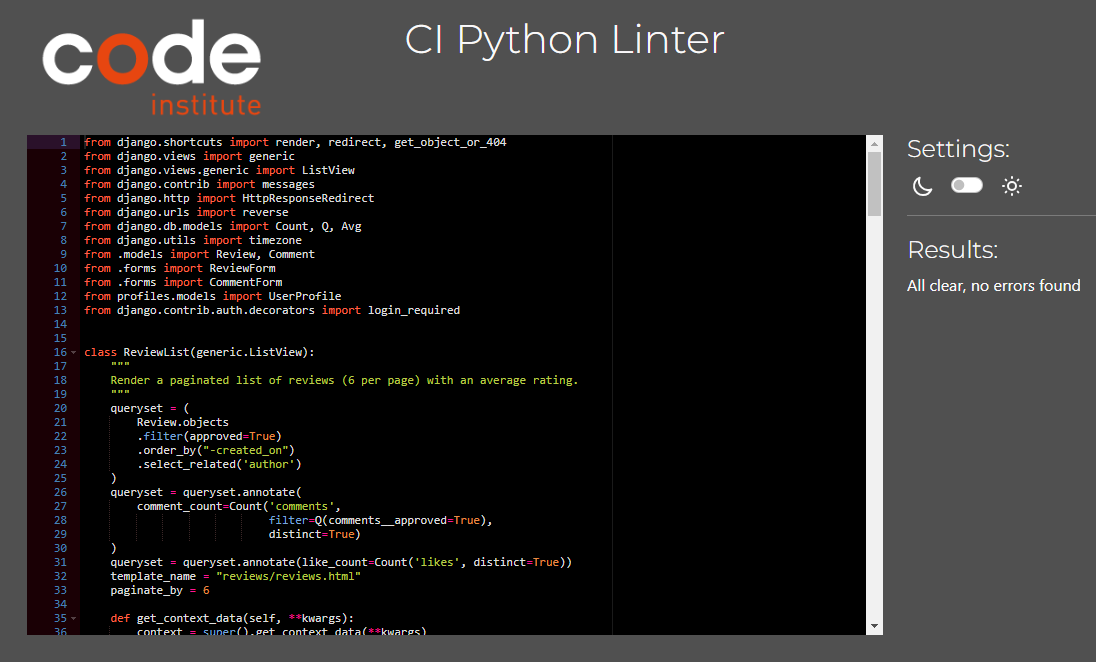 code
institute
CI Python Linter
1 from django.shortcuts import render, redirect, get_object_or_404
2 from django.views import generic
3 from django.views.generic import ListView
4 from django.contrib import messages
5 from django.http import HttpResponseRedirect
6 from django.urls import reverse
7 from django.db.models import Count, Q, Avg
8 from django.utils import timezone
9 from .models import Review, Comment
10 from .forms import ReviewForm
11 from .forms import CommentForm
12 from profiles.models import UserProfile
13 from django.contrib.auth.decorators import login_required
14
15
16 class ReviewList(generic.ListView):
17     """
18     Render a paginated list of reviews (6 per page) with an average rating.
19     """
20     queryset = (
21         Review.objects
22         .filter(approved=True)
23         .order_by("-created_on")
24         .select_related('author')
25     )
26     queryset = queryset.annotate(
27         comment_count=Count('comments',
28                             filter=Q(comments__approved=True),
29                             distinct=True)
30     )
31     queryset = queryset.annotate(like_count=Count('likes', distinct=True))
32     template_name = "reviews/reviews.html"
33     paginate_by = 6
34
35     def get_context_data(self, **kwargs):
36         context = super().get_context_data(**kwargs)
Settings:
Results:
All clear, no errors found